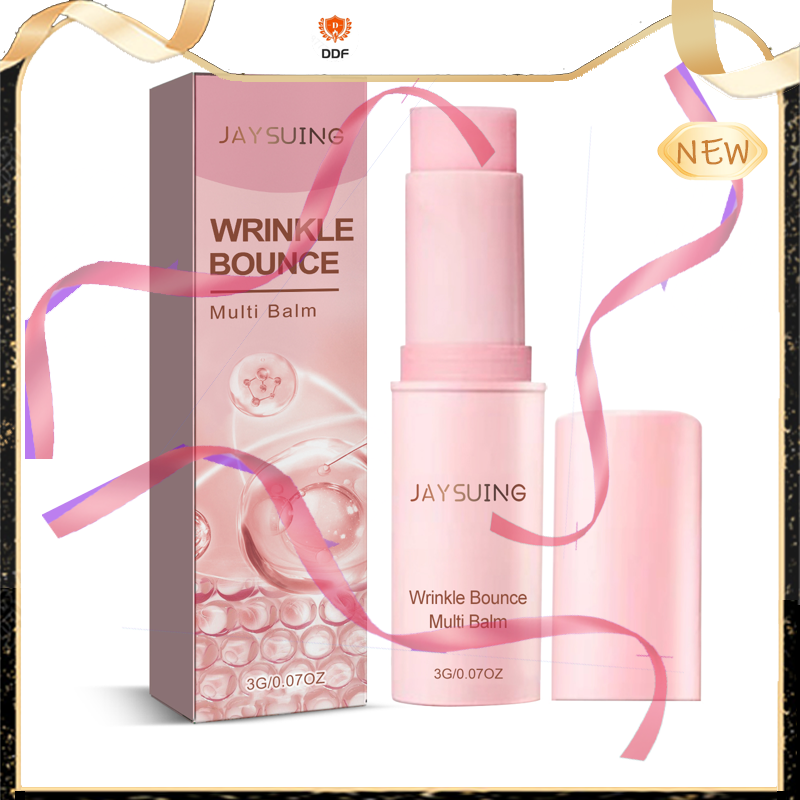 DDF
JAYSUING
NEW
WRINKLE
BOUNCE
Multi Balm
JAYSUING
Wrinkle Bounce
Multi Balm
3G/0.07OZ
3G/0.07OZ